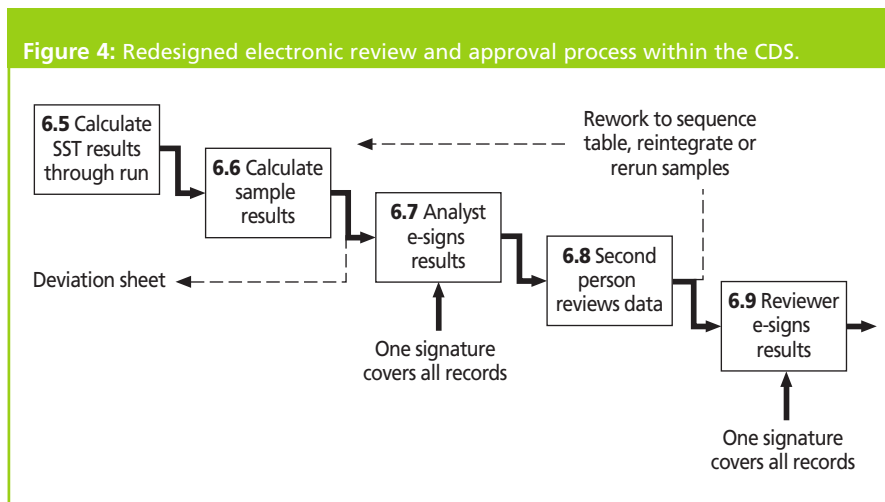 Figure 4: Redesigned electronic review and approval process within the CDS.
6.5 Calculate
SST results
through run
6.6 Calculate
sample
results
Rework to sequence
table, reintegrate or
rerun samples
6.7 Analyst
e-signs
results
Deviation sheet
6.8 Second
person
reviews data
6.9 Reviewer
e-signs
results
One signature
covers all records
One signature
covers all records